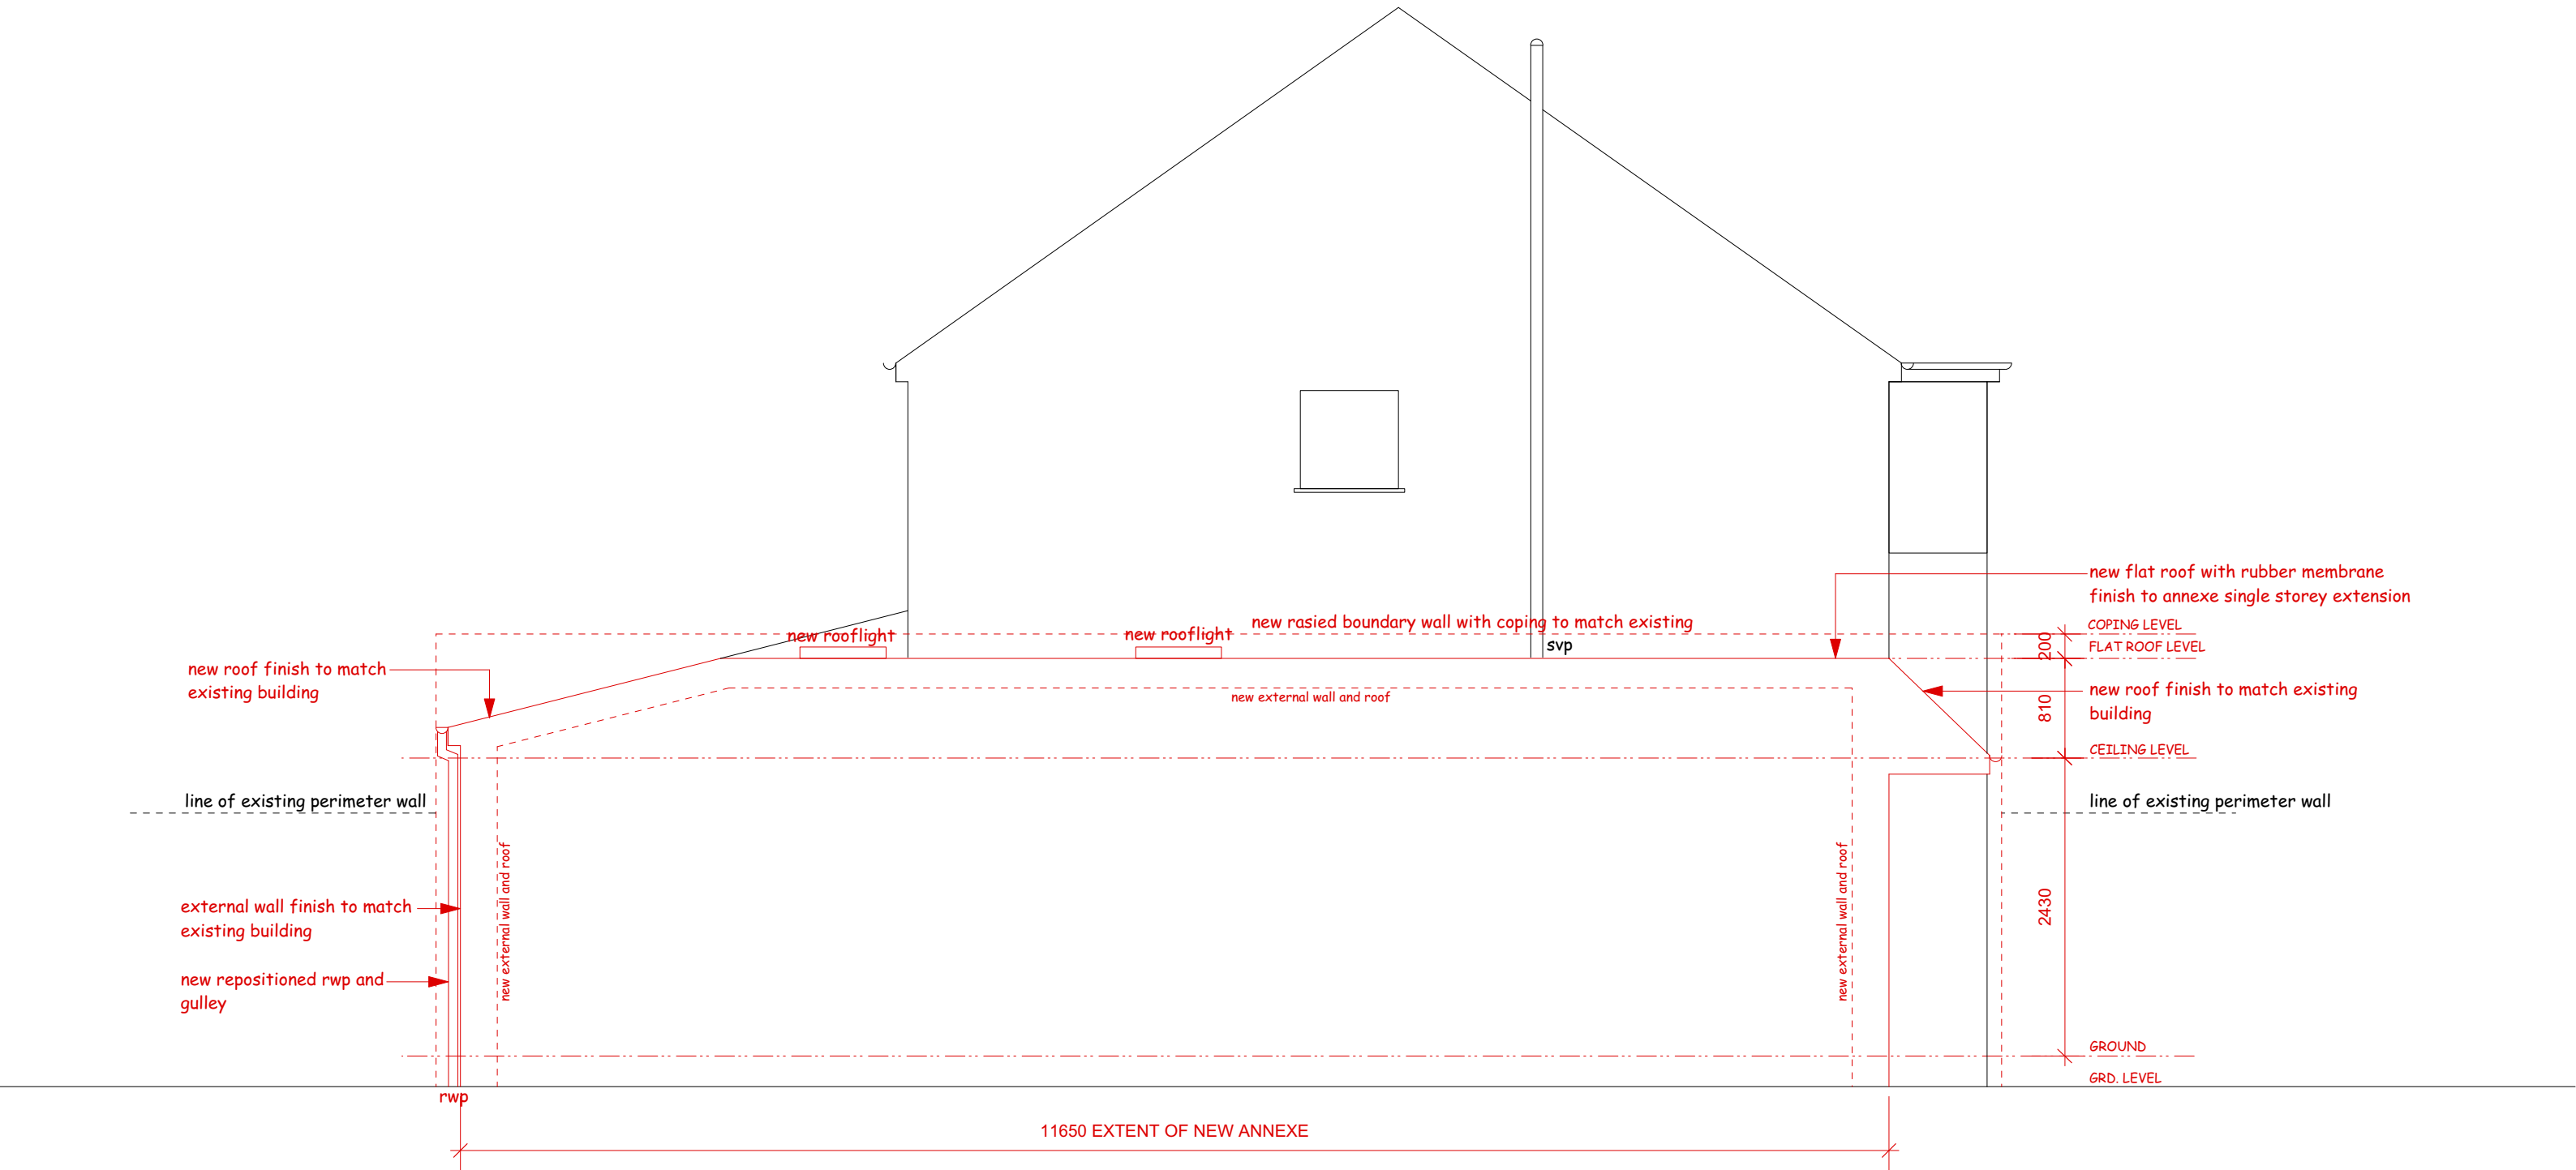 new flat roof with rubber membrane
finish to annexe single storey extension
new rasied boundary wall with coping to match existing
COPING LEVEL
200
new rooflight
new rooflight
svp
FLAT ROOF LEVEL
new roof finish to match
existing building
new external wall and roof
new roof finish to match existing
building
810
CEILING LEVEL
line of existing perimeter wall
line of existing perimeter wall
external wall finish to match
existing building
new external wall and roof
new external wall and roof
2430
new repositioned rwp and
gulley
GROUND
GRD. LEVEL
rwp
11650 EXTENT OF NEW ANNEXE